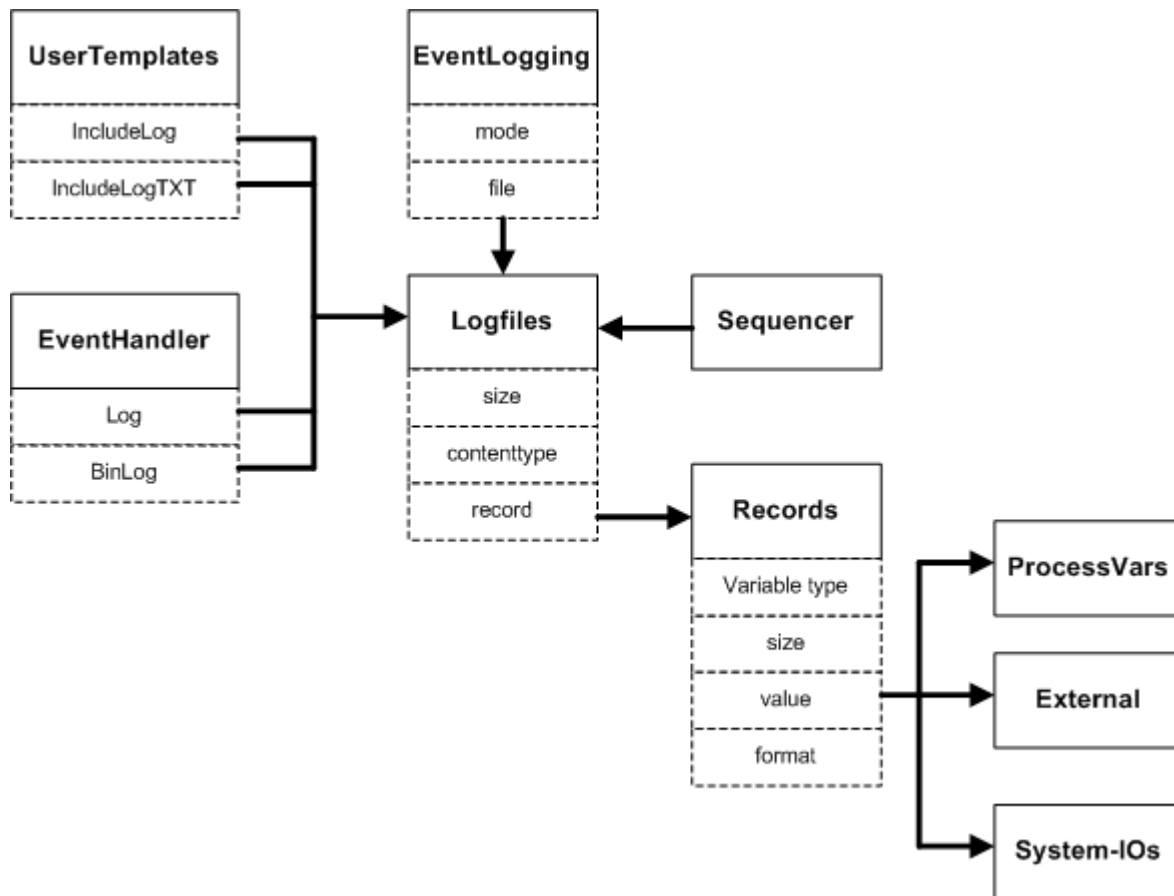 UserTemplates
IncludeLog
IncludeLogTXT
EventLogging
mode
file
EventHandler
Log
BinLog
Logfiles
size
contenttype
record
Sequencer
Records
Variable type
size
value
format
ProcessVars
External
System-IOs